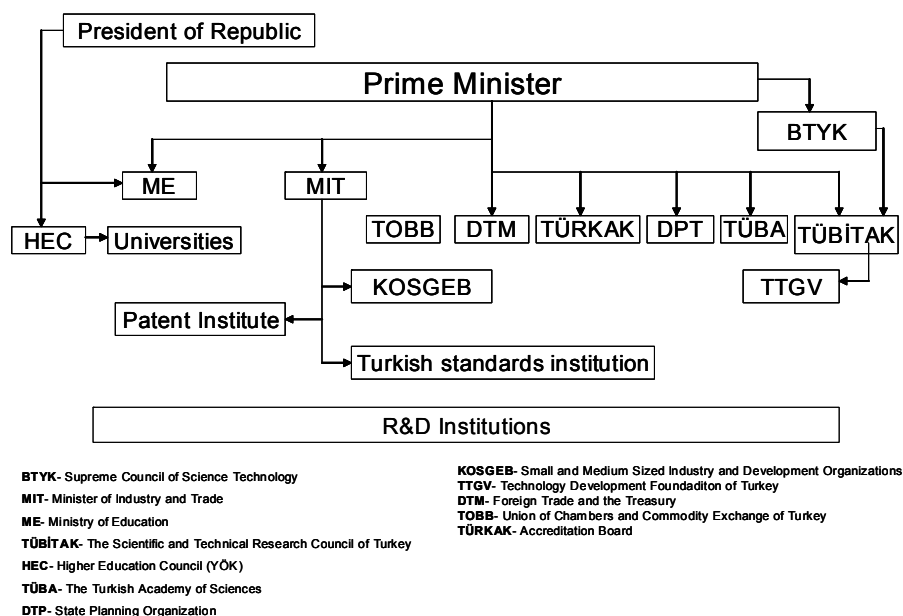 President of Republic
Prime Minister
BTYK
ME
MIT
HEC
Universities
TOBB
DTM
TÜRKAK
DPT
TÜBA
TÜBİTAK
KOSGEB
TTGV
Patent Institute
Turkish standards institution
R&D Institutions
BTYK- Supreme Council of Science Technology
MIT- Minister of Industry and Trade
ME- Ministry of Education
TÜBİTAK- The Scientific and Technical Research Council of Turkey
HEC- Higher Education Council (YÖK)
TÜBA- The Turkish Academy of Sciences
DTP- State Planning Organization
KOSGEB- Small and Medium Sized Industry and Development Organizations
TTGV- Technology Development Foundaditon of Turkey
DTM- Foreign Trade and the Treasury
TOBB- Union of Chambers and Commodity Exchange of Turkey
TÜRKAK- Accreditation Board